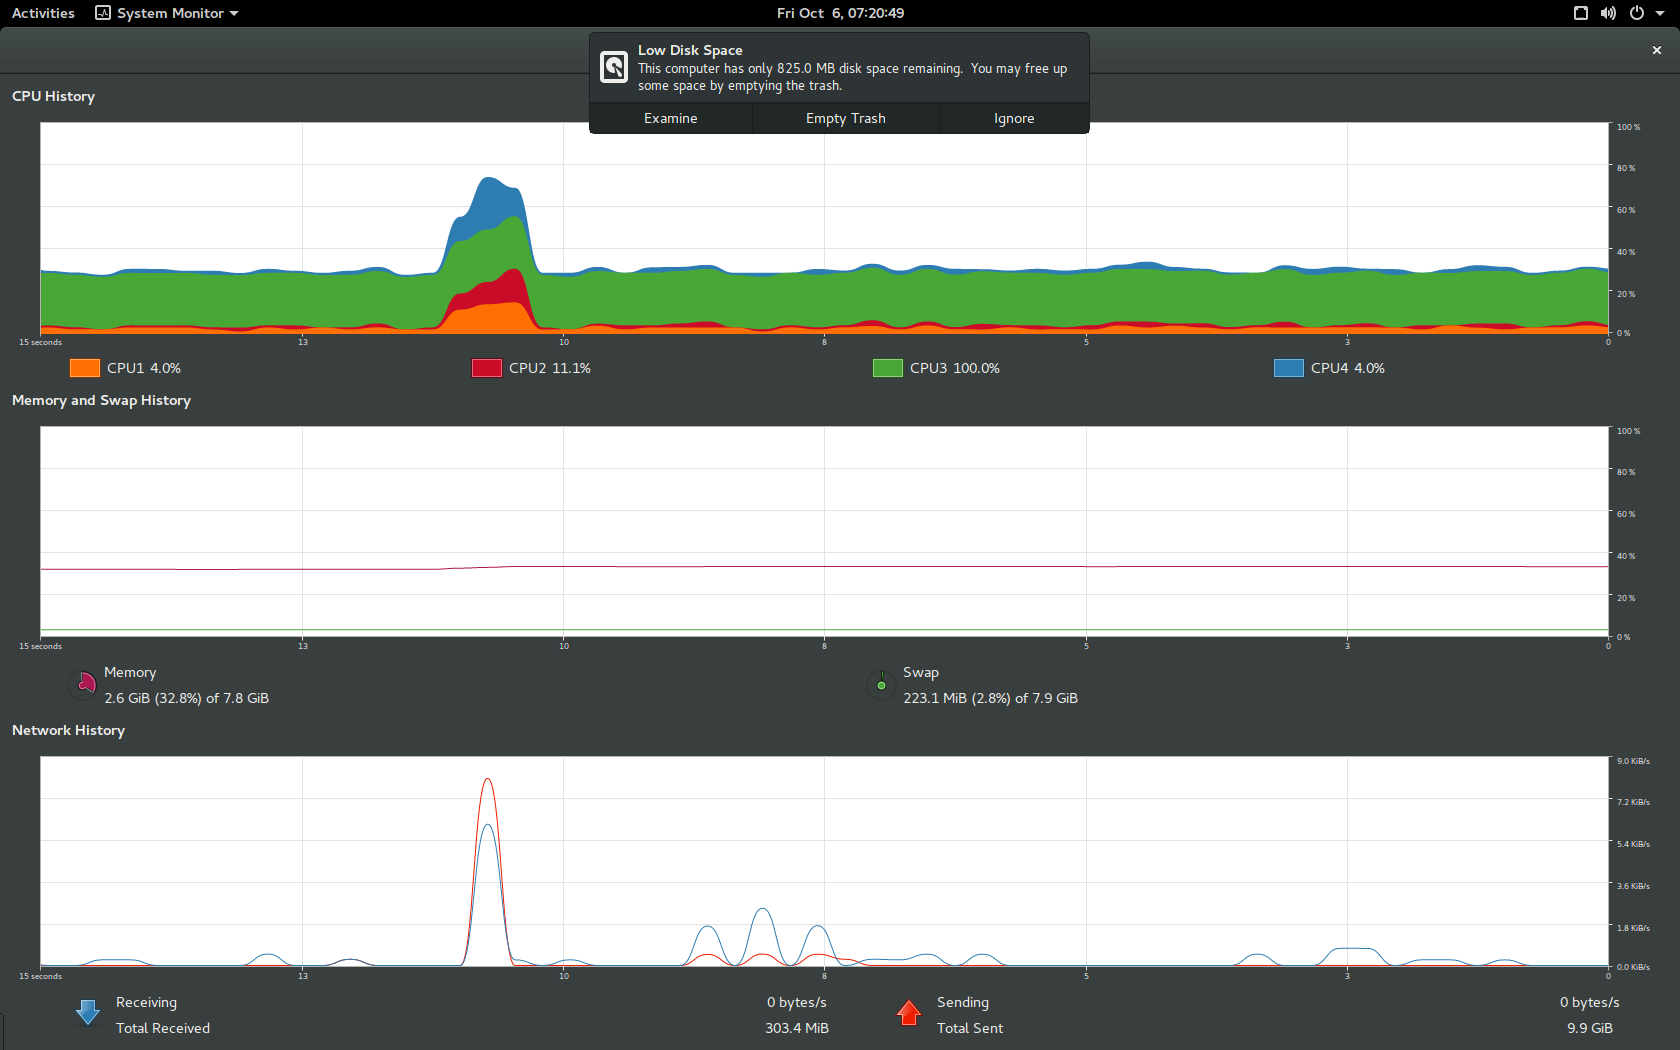 Activities System Monitor Fri Oct 6, 07:20:49
Low Disk Space
This computer has only 825.0 MB disk space remaining. You may free up
some space by emptying the trash.
Examine Empty Trash Ignore
CPU History
100 %
80 %
60 %
40 %
20 %
0 %
15 seconds 13 10 8 5 3 0
CPU1 4.0% CPU2 11.1% CPU3 100.0% CPU4 4.0%
Memory and Swap History
100 %
80 %
60 %
40 %
20 %
0 %
15 seconds 13 10 8 5 3 0
Memory Swap
2.6 GiB (32.8%) of 7.8 GiB 223.1 MiB (2.8%) of 7.9 GiB
Network History
9.0 KiB/s
7.2 KiB/s
5.4 KiB/s
3.6 KiB/s
1.8 KiB/s
0.0 KiB/s
15 seconds 13 10 8 5 3 0
Receiving 0 bytes/s Sending 0 bytes/s
Total Received 303.4 MiB Total Sent 9.9 GiB